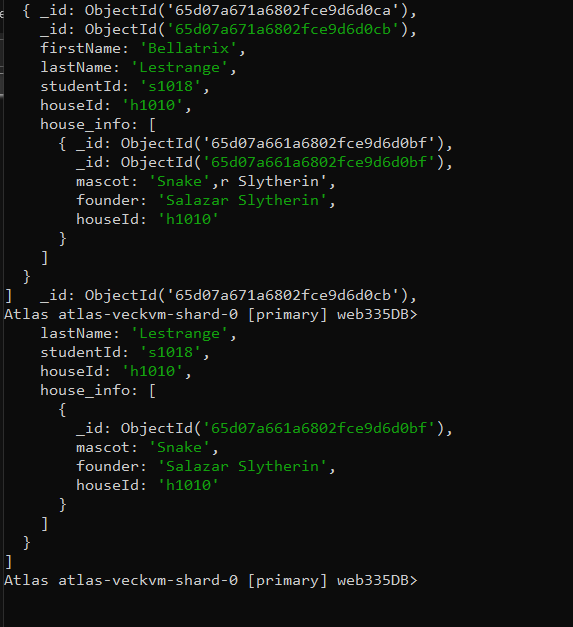 { _id: ObjectId('65d07a671a6802fce9d6d0ca'),
_id: ObjectId('65d07a671a6802fce9d6d0cb'),
firstName: 'Bellatrix',
lastName: 'Lestrange',
studentId: 's1018',
houseId: 'h1010',
house_info: [
{ _id: ObjectId('65d07a661a6802fce9d6d0bf'),
_id: ObjectId('65d07a661a6802fce9d6d0bf'),
mascot: 'Snake',r Slytherin',
founder: 'Salazar Slytherin',
houseId: 'h1010'
}
]
}
] _id: ObjectId('65d07a671a6802fce9d6d0cb'),
Atlas atlas-veckvm-shard-0 [primary] web335DB>
lastName: 'Lestrange',
studentId: 's1018',
houseId: 'h1010',
house_info: [
{
_id: ObjectId('65d07a661a6802fce9d6d0bf'),
mascot: 'Snake',
founder: 'Salazar Slytherin',
houseId: 'h1010'
}
]
}
]
Atlas atlas-veckvm-shard-0 [primary] web335DB>